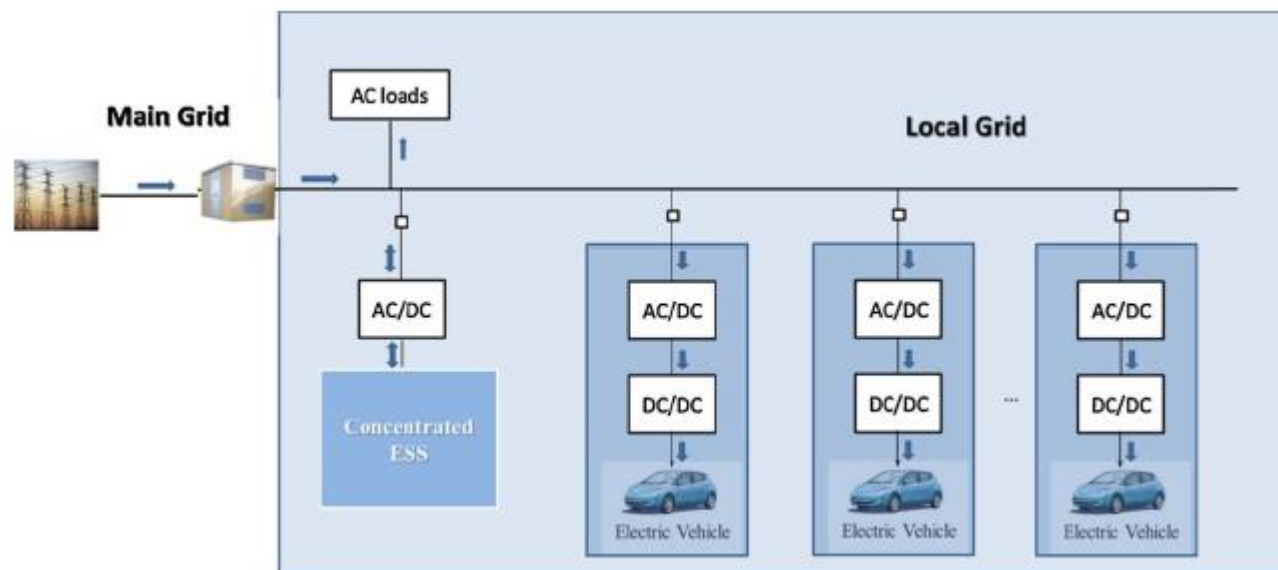 Main Grid
AC loads
Local Grid
AC/DC
AC/DC
AC/DC
AC/DC
DC/DC
DC/DC
...
DC/DC
Concentrated
ESS
Electric Vehicle
Electric Vehicle
Electric Vehicle